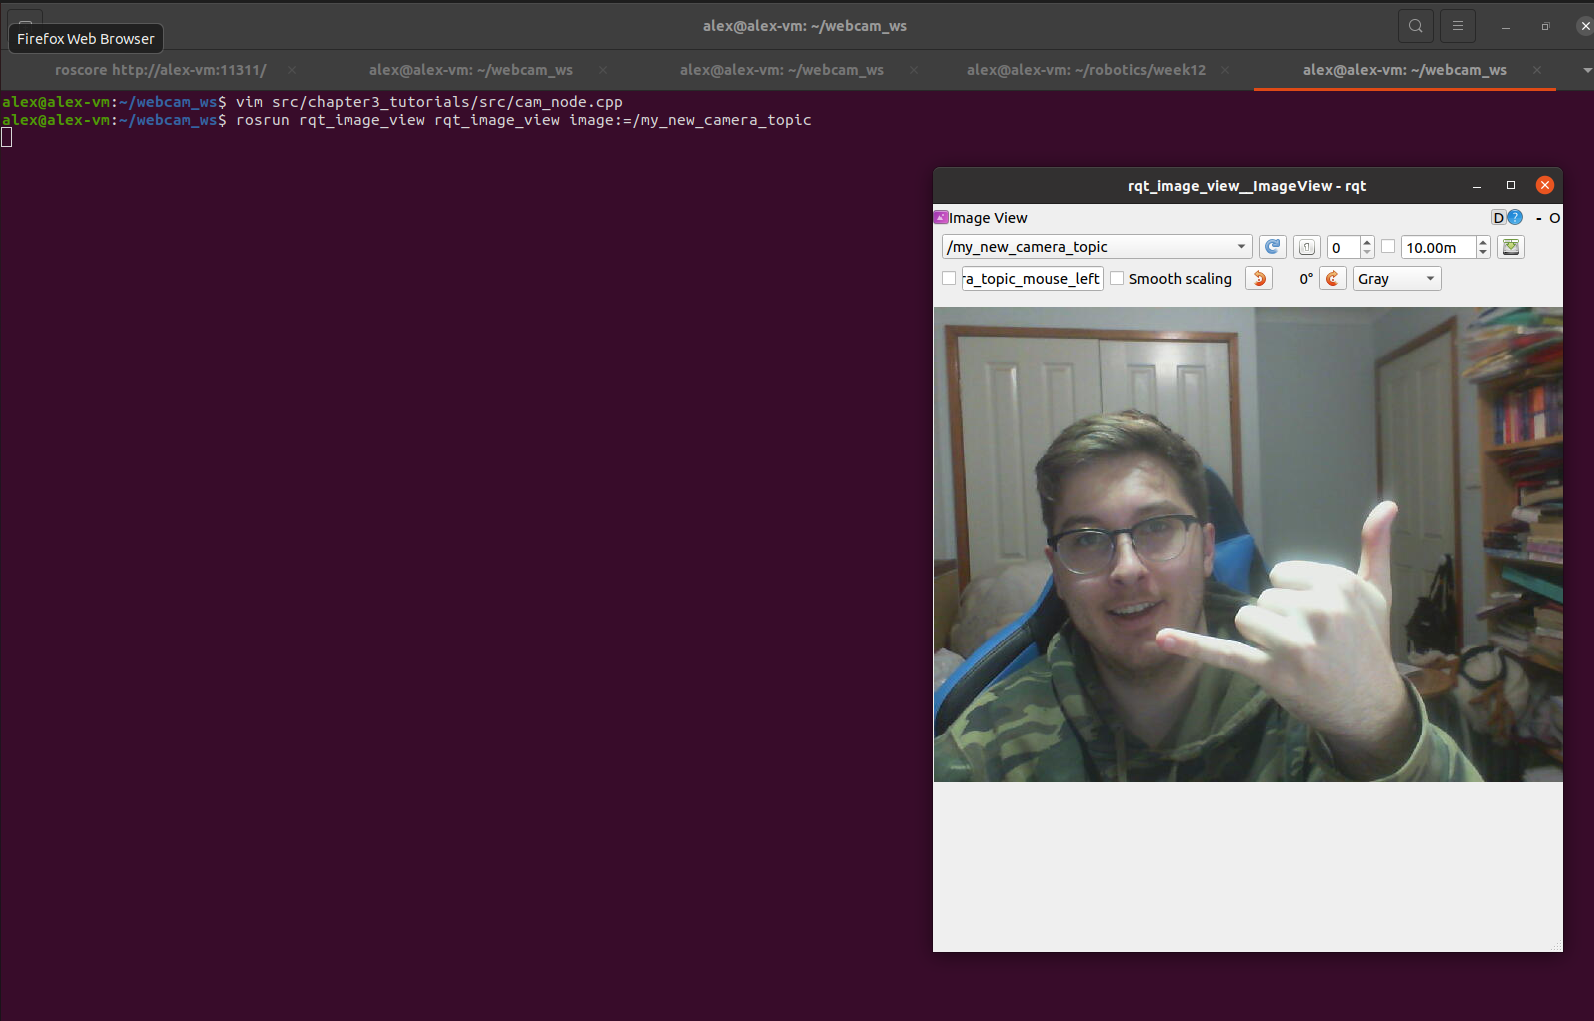 alex@alex-vm: ~/webcam_ws
Firefox Web Browser
roscore http://alex-vm:11311/
alex@alex-vm: ~/webcam_ws
alex@alex-vm: ~/webcam_ws
alex@alex-vm: ~/robotics/week12
alex@alex-vm: ~/webcam_ws
alex@alex-vm:~/webcam_ws$ vim src/chapter3_tutorials/src/cam_node.cpp
alex@alex-vm:~/webcam_ws$ rosrun rqt_image_view rqt_image_view image:=/my_new_camera_topic
rqt_image_view__ImageView - rqt
Image View
D ? - O
/my_new_camera_topic 0 10.00m
ra_topic_mouse_left Smooth scaling 0° Gray